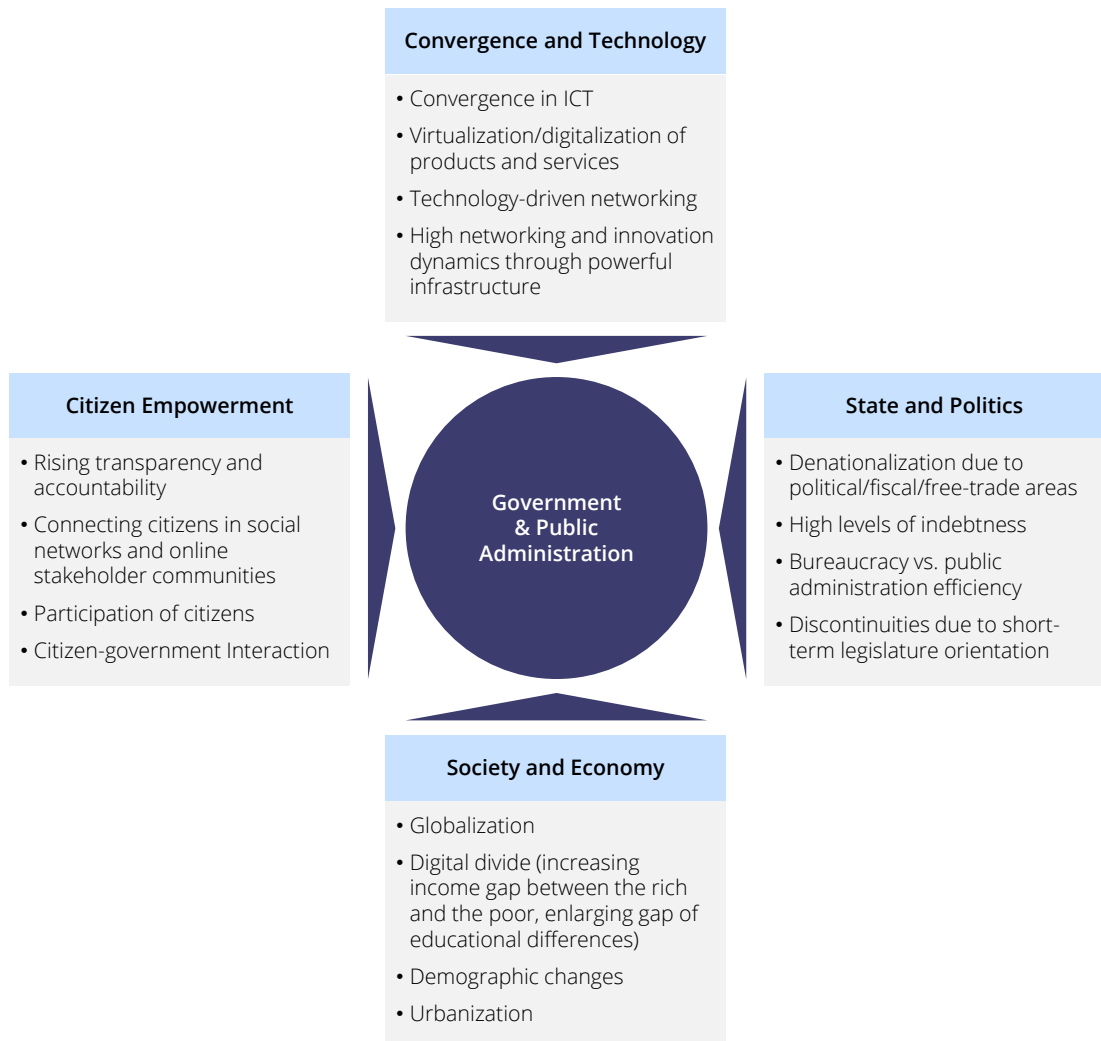 Convergence and Technology
• Convergence in ICT
• Virtualization/digitalization of
products and services
• Technology-driven networking
• High networking and innovation
dynamics through powerful
infrastructure
Citizen Empowerment
• Rising transparency and
accountability
• Connecting citizens in social
networks and online
stakeholder communities
• Participation of citizens
• Citizen-government Interaction
Government
& Public
Administration
State and Politics
• Denationalization due to
political/fiscal/free-trade areas
• High levels of indebtness
• Bureaucracy vs. public
administration efficiency
• Discontinuities due to short-
term legislature orientation
Society and Economy
• Globalization
• Digital divide (increasing
income gap between the rich
and the poor, enlarging gap of
educational differences)
• Demographic changes
• Urbanization